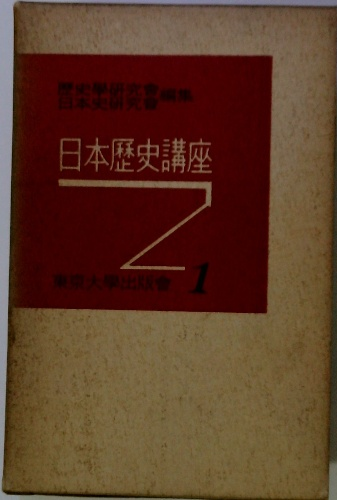 歴史學研究會
日本史研究會
編集
日本歷史講座
東京大學出版會 1